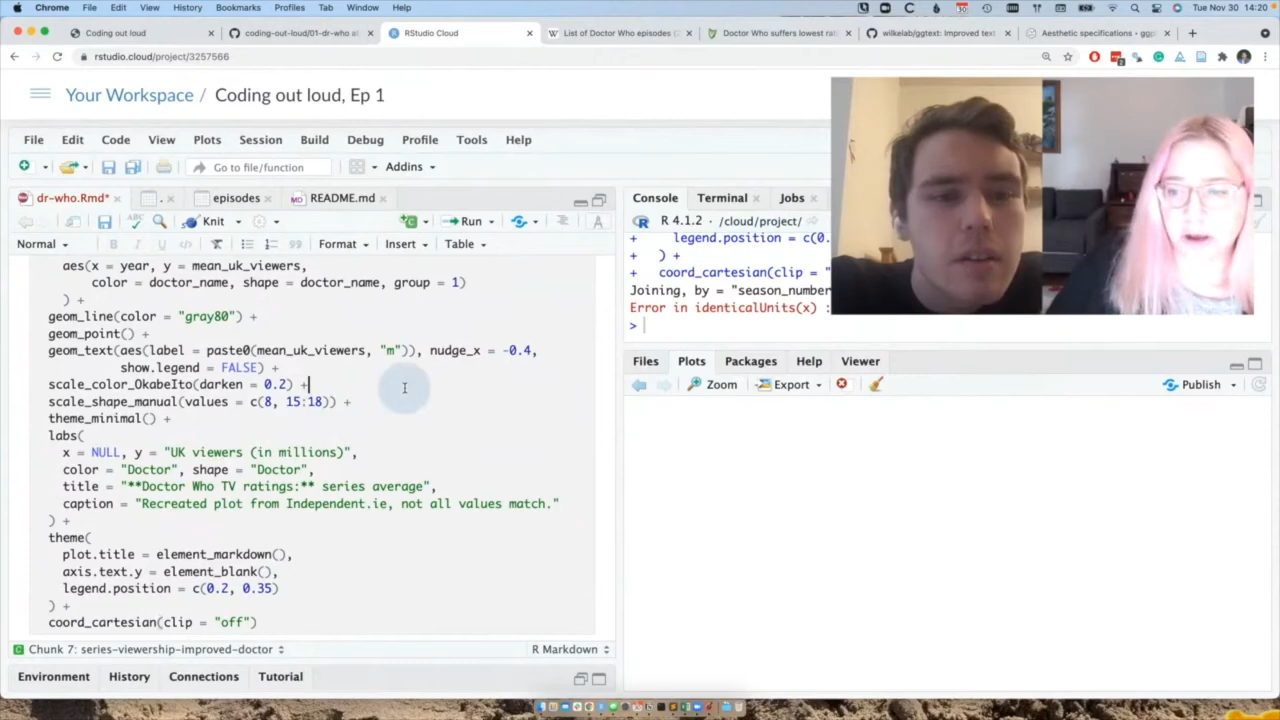 Chrome File Edit View History Bookmarks Profiles Tab Window Help Tue Nov 30 14:20
Coding out loud coding-out-loud/01-dr-who at RStudio Cloud List of Doctor Who episodes (2 Doctor Who suffers lowest rati wilkelab/ggtext: Improved text Aesthetic specifications • ggp
rstudio.cloud/project/3257566
Your Workspace / Coding out loud, Ep 1
File Edit Code View Plots Session Build Debug Profile Tools Help
Go to file/function Addins
dr-who.Rmd* . episodes README.md
Knit Run
Normal B I U Format Insert Table
aes(x = year, y = mean_uk_viewers,
color = doctor_name, shape = doctor_name, group = 1)
) +
geom_line(color = "gray80") +
geom_point() +
geom_text(aes(label = paste0(mean_uk_viewers, "m")), nudge_x = -0.4,
show.legend = FALSE) +
scale_color_OkabeIto(darken = 0.2) +
scale_shape_manual(values = c(8, 15:18)) +
theme_minimal() +
labs(
x = NULL, y = "UK viewers (in millions)",
color = "Doctor", shape = "Doctor",
title = "**Doctor Who TV ratings:** series average",
caption = "Recreated plot from Independent.ie, not all values match."
) +
theme(
plot.title = element_markdown(),
axis.text.y = element_blank(),
legend.position = c(0.2, 0.35)
) +
coord_cartesian(clip = "off")
Chunk 7: series-viewership-improved-doctor R Markdown
Environment History Connections Tutorial
Console Terminal Jobs
R 4.1.2 · /cloud/project/
+ legend.position = c(0.
+ ) +
+ coord_cartesian(clip = "
Joining, by = "season_number
Error in identicalUnits(x) :
>
Files Plots Packages Help Viewer
Zoom Export Publish